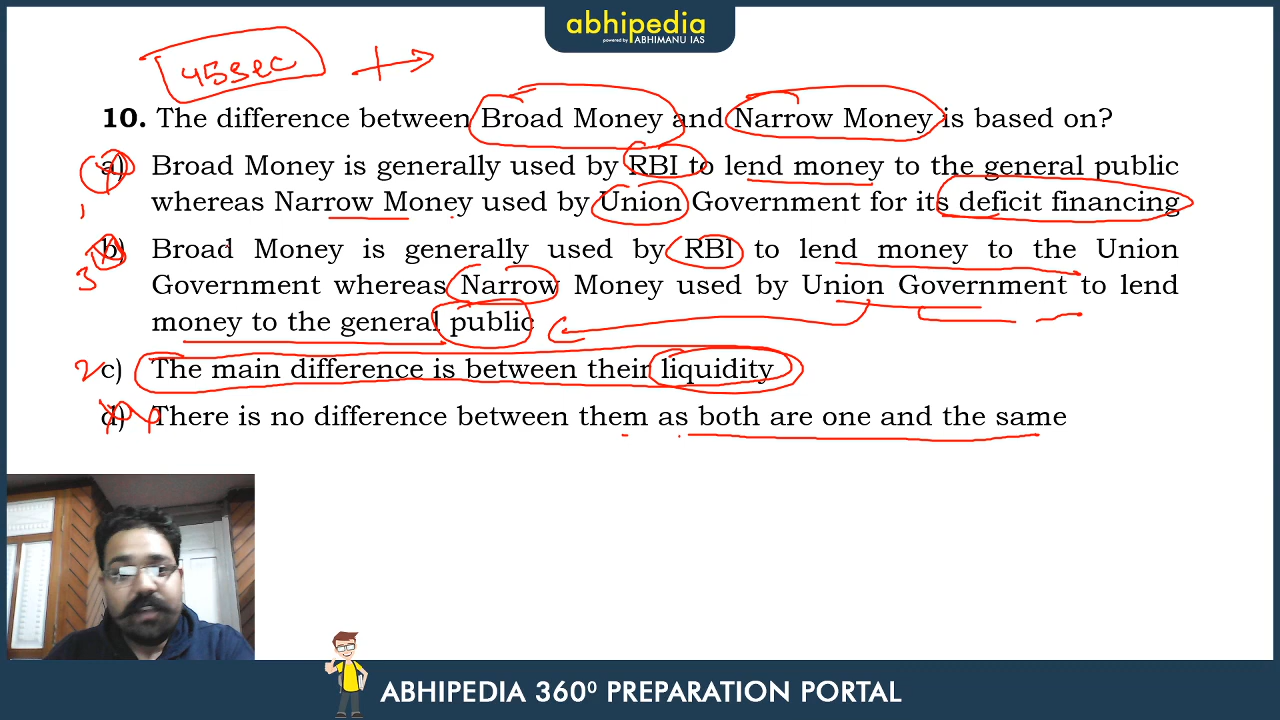 abhipedia
powered by ABHIMANU IAS
45sec
10. The difference between Broad Money and Narrow Money is based on?
a) Broad Money is generally used by RBI to lend money to the general public
1
whereas Narrow Money used by Union Government for its deficit financing
b) Broad Money is generally used by RBI to lend money to the Union
3
Government whereas Narrow Money used by Union Government to lend
money to the general public
2
c) The main difference is between their liquidity
d) There is no difference between them as both are one and the same
ABHIPEDIA 360⁰ PREPARATION PORTAL